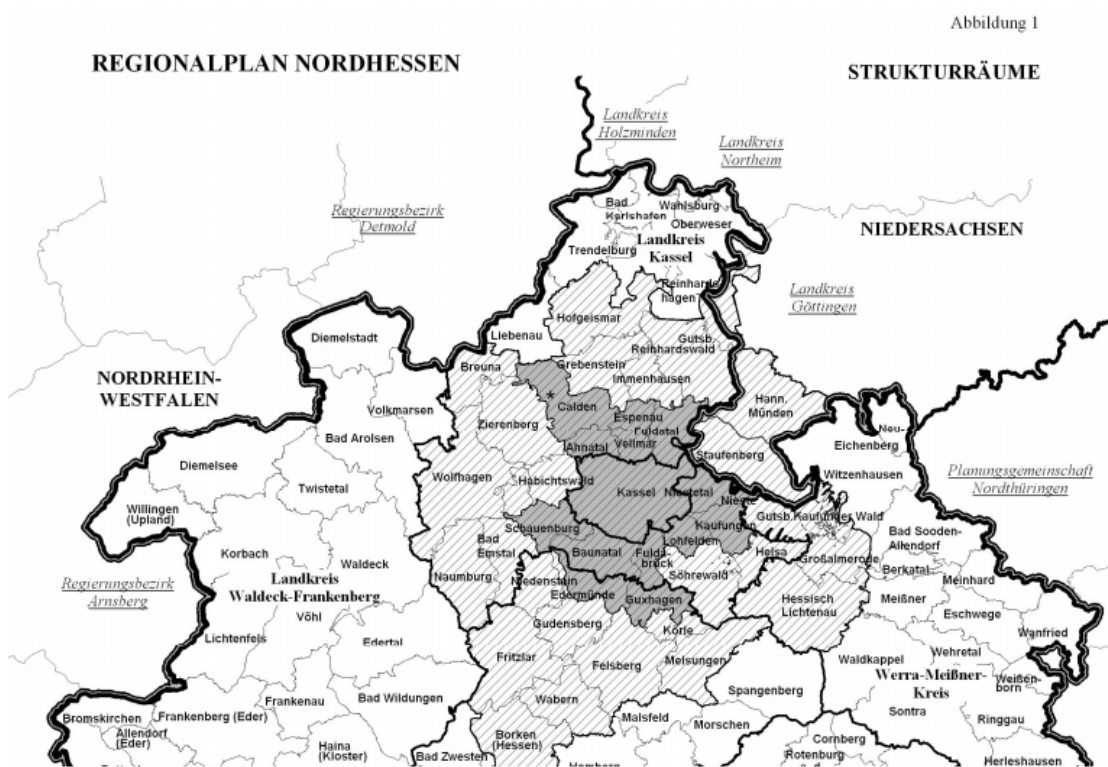 Abbildung 1
REGIONALPLAN NORDHESSEN
STRUKTURRÄUME
Landkreis
Holzminden
Landkreis
Northeim
Regierungsbezirk
Detmold
NIEDERSACHSEN
Landkreis
Göttingen
Bad
Karlshafen
Wahlsburg
Oberweser
Trendelburg
Landkreis
Kassel
Reinhards
hagen
Hofgeismar
Gutsb.
Reinhardswald
Liebenau
Diemelstadt
Breuna
Grebenstein
Immenhausen
NORDRHEIN-
WESTFALEN
Volkmarsen
Calden
Espenau
Fuldatal
Vellmar
Ahnatal
Zierenberg
Hann.
Münden
Staufenberg
Neu-
Eichenberg
Bad Arolsen
Diemelsee
Twistetal
Wolfhagen
Habichtswald
Kassel
Niestetal
Nieste
Witzenhausen
Planungsgemeinschaft
Nordthüringen
Willingen
(Upland)
Korbach
Waldeck
Bad
Emstal
Schauenburg
Baunatal
Fulda-
brück
Lohfelden
Kaufungen
Gutsb.Kaufunger Wald
Helsa
Großalmerode
Bad Sooden-
Allendorf
Berkatal
Meinhard
Regierungsbezirk
Arnsberg
Landkreis
Waldeck-Frankenberg
Vöhl
Naumburg
Niedenstein
Edermünde
Söhrewald
Guxhagen
Hessisch
Lichtenau
Meißner
Eschwege
Wanfried
Lichtenfels
Edertal
Gudensberg
Körle
Fritzlar
Felsberg
Melsungen
Waldkappel
Wehretal
Werra-Meißner-
Kreis
Weißen-
born
Bromskirchen
Allendorf
(Eder)
Frankenberg (Eder)
Frankenau
Bad Wildungen
Wabern
Spangenberg
Sontra
Ringgau
Haina
(Kloster)
Bad Zwesten
Borken
(Hessen)
Malsfeld
Morschen
Cornberg
Rotenburg
Herleshausen